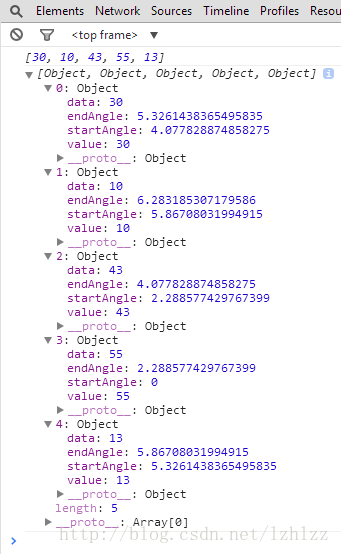 Elements Network Sources Timeline Profiles Resou
<top frame> ▼
[30, 10, 43, 55, 13]
▼ [Object, Object, Object, Object, Object] i
▼ 0: Object
data: 30
endAngle: 5.3261438365495835
startAngle: 4.077828874858275
value: 30
▶ __proto__: Object
▼ 1: Object
data: 10
endAngle: 6.283185307179586
startAngle: 5.86708031994915
value: 10
▶ __proto__: Object
▼ 2: Object
data: 43
endAngle: 4.077828874858275
startAngle: 2.288577429767399
value: 43
▶ __proto__: Object
▼ 3: Object
data: 55
endAngle: 2.288577429767399
startAngle: 0
value: 55
▶ __proto__: Object
▼ 4: Object
data: 13
endAngle: 5.86708031994915
startAngle: 5.3261438365495835
value: 13
▶ __proto__: Object
length: 5
▶ __proto__: Array[0]
http://blog.csdn.net/lzhlzz